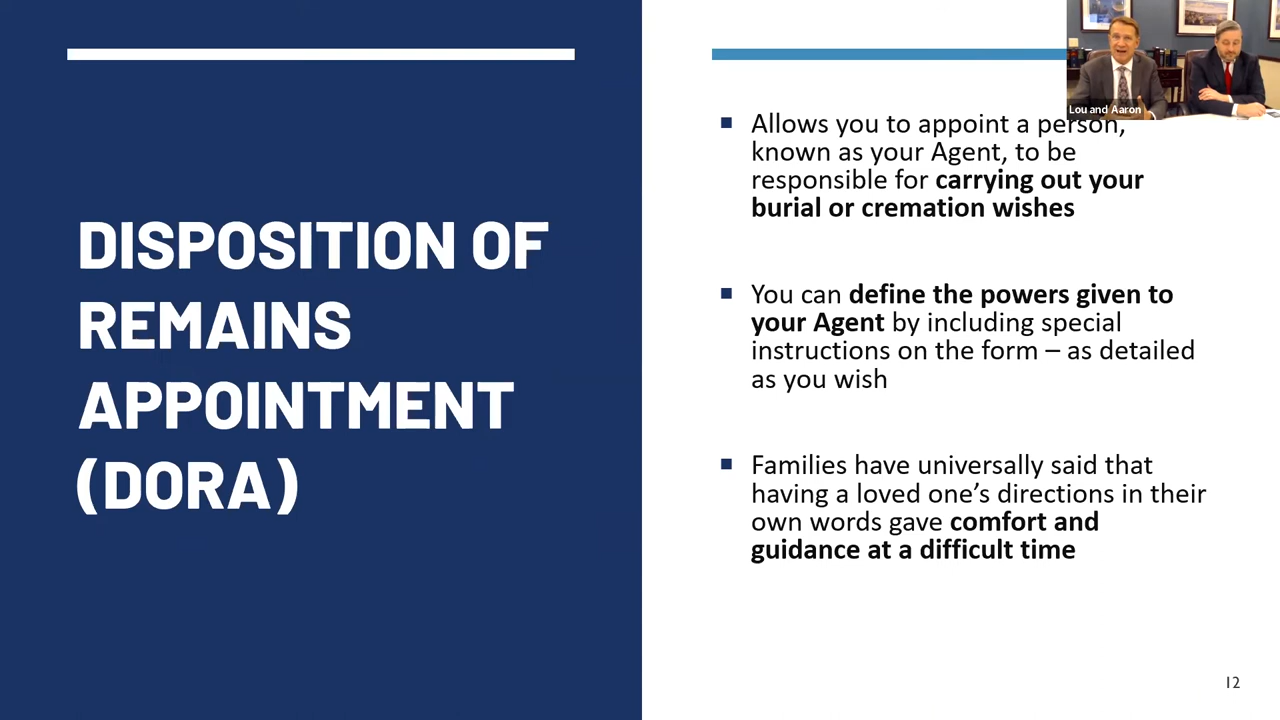 DISPOSITION OF
REMAINS
APPOINTMENT
(DORA)
Lou and Aaron
▪ Allows you to appoint a person,
known as your Agent, to be
responsible for carrying out your
burial or cremation wishes
▪ You can define the powers given to
your Agent by including special
instructions on the form – as detailed
as you wish
▪ Families have universally said that
having a loved one’s directions in their
own words gave comfort and
guidance at a difficult time
12